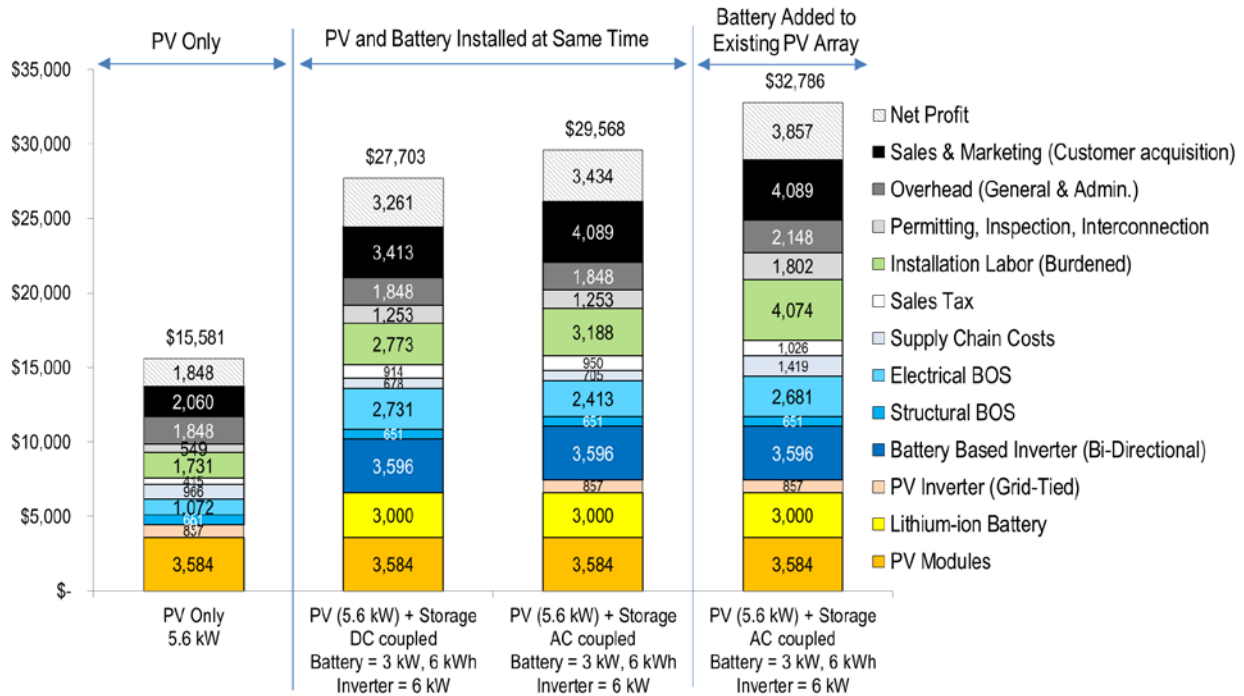 PV Only
PV and Battery Installed at Same Time
Battery Added to
Existing PV Array
$35,000
$30,000
$25,000
$20,000
$15,000
$10,000
$5,000
$-
$15,581
1,848
2,060
1,848
549
1,731
415
966
1,072
651
857
3,584
$27,703
3,261
3,413
1,848
1,253
2,773
914
678
2,731
651
3,596
3,000
3,584
$29,568
3,434
4,089
1,848
1,253
3,188
950
705
2,413
651
3,596
857
3,000
3,584
$32,786
3,857
4,089
2,148
1,802
4,074
1,026
1,419
2,681
651
3,596
857
3,000
3,584
Net Profit
Sales & Marketing (Customer acquisition)
Overhead (General & Admin.)
Permitting, Inspection, Interconnection
Installation Labor (Burdened)
Sales Tax
Supply Chain Costs
Electrical BOS
Structural BOS
Battery Based Inverter (Bi-Directional)
PV Inverter (Grid-Tied)
Lithium-ion Battery
PV Modules
PV Only
5.6 kW
PV (5.6 kW) + Storage
DC coupled
Battery = 3 kW, 6 kWh
Inverter = 6 kW
PV (5.6 kW) + Storage
AC coupled
Battery = 3 kW, 6 kWh
Inverter = 6 kW
PV (5.6 kW) + Storage
AC coupled
Battery = 3 kW, 6 kWh
Inverter = 6 kW